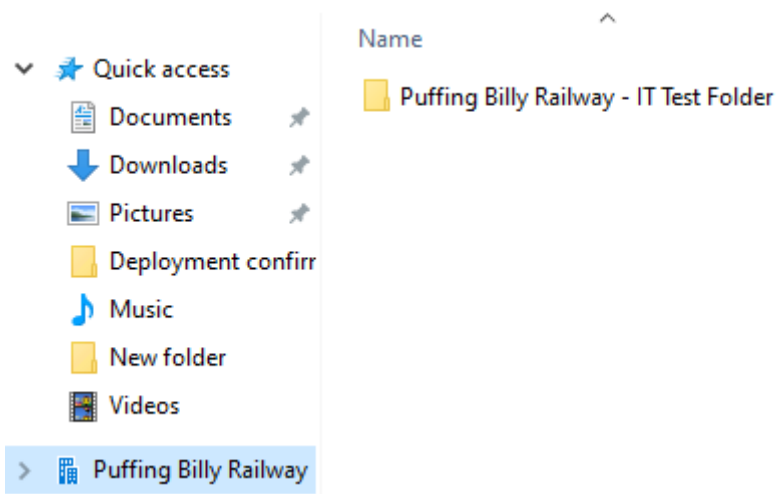 Quick access
Documents
Downloads
Pictures
Deployment confirr
Music
New folder
Videos
Puffing Billy Railway
Name
Puffing Billy Railway - IT Test Folder